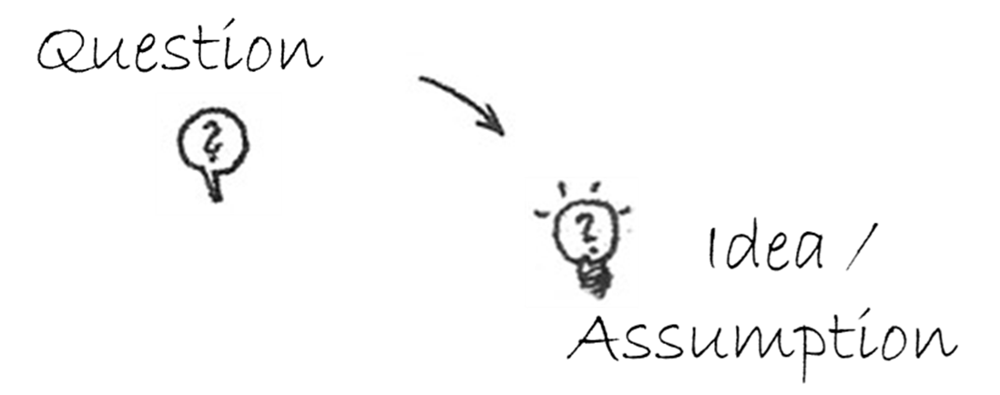 Question
?
?
Idea /
Assumption